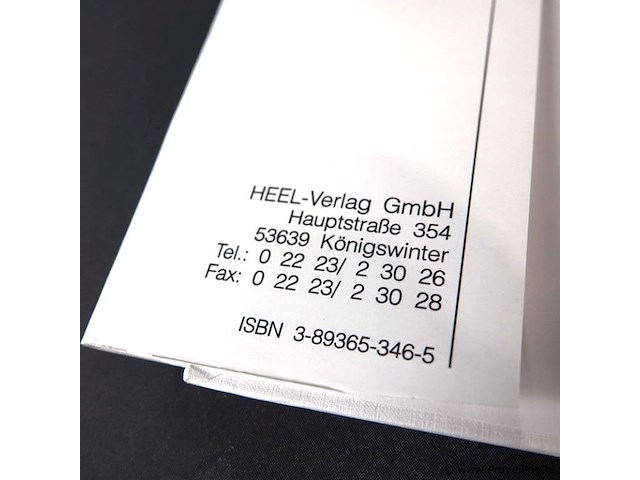 HEEL-Verlag GmbH
Hauptstraße 354
53639 Königswinter
Tel.: 0 22 23/ 2 30 26
Fax: 0 22 23/ 2 30 28
ISBN 3-89365-346-5